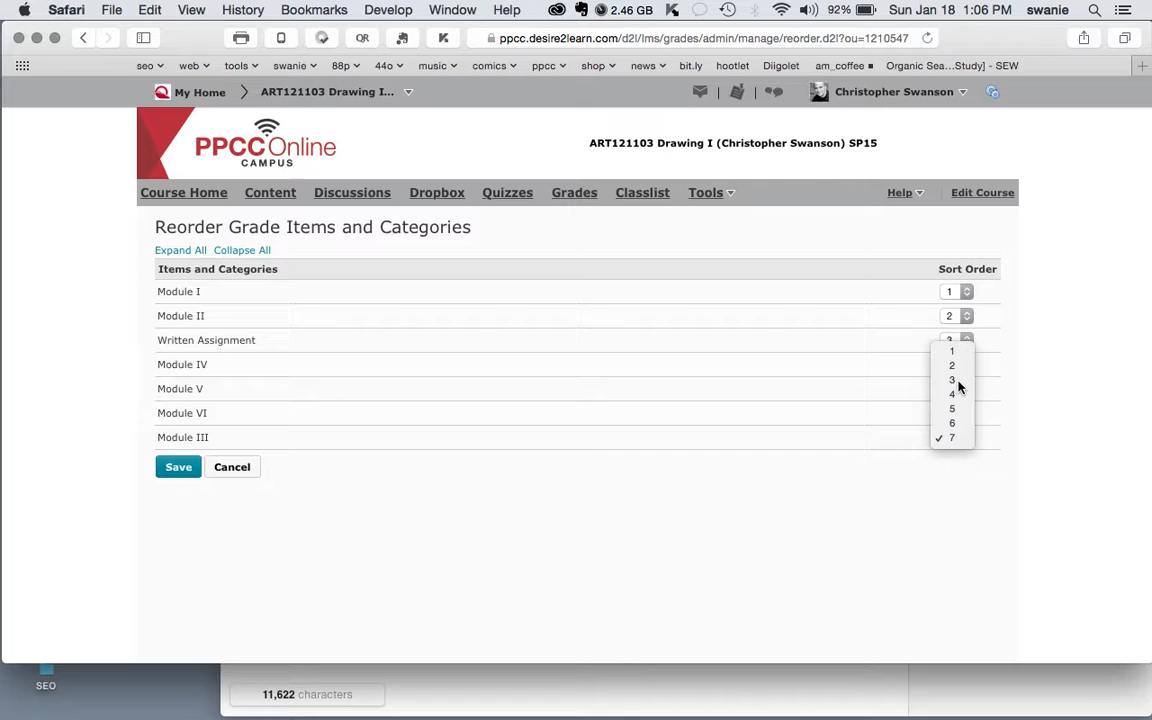 Safari File Edit View History Bookmarks Develop Window Help 2.46 GB 92% Sun Jan 18 1:06 PM swanie
QR K ppcc.desire2learn.com/d2l/lms/grades/admin/manage/reorder.d2l?ou=1210547
seo web tools swanie 88p 44o music comics ppcc shop news bit.ly hootlet Diigolet am_coffee ■ Organic Sea...Study] - SEW
My Home ART121103 Drawing I... Christopher Swanson
PPCC Online
CAMPUS
ART121103 Drawing I (Christopher Swanson) SP15
Course Home Content Discussions Dropbox Quizzes Grades Classlist Tools Help Edit Course
Reorder Grade Items and Categories
Expand All Collapse All
Items and Categories Sort Order
Module I 1
Module II 2
Written Assignment 3
Module IV
Module V
Module VI
Module III
1
2
3
4
5
6
✓ 7
Save Cancel
SEO
11,622 characters